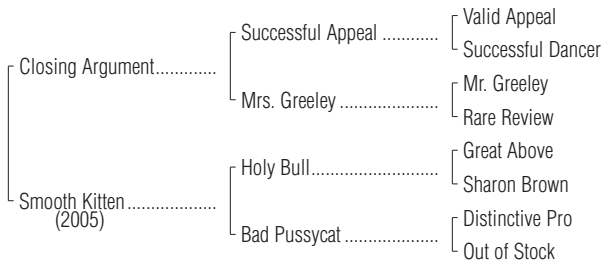 Valid Appeal
Successful Appeal ............
Successful Dancer
Closing Argument.............
Mr. Greeley
Mrs. Greeley ....................
Rare Review
Great Above
Holy Bull..........................
Sharon Brown
Smooth Kitten ..................
(2005)
Distinctive Pro
Bad Pussycat ...................
Out of Stock